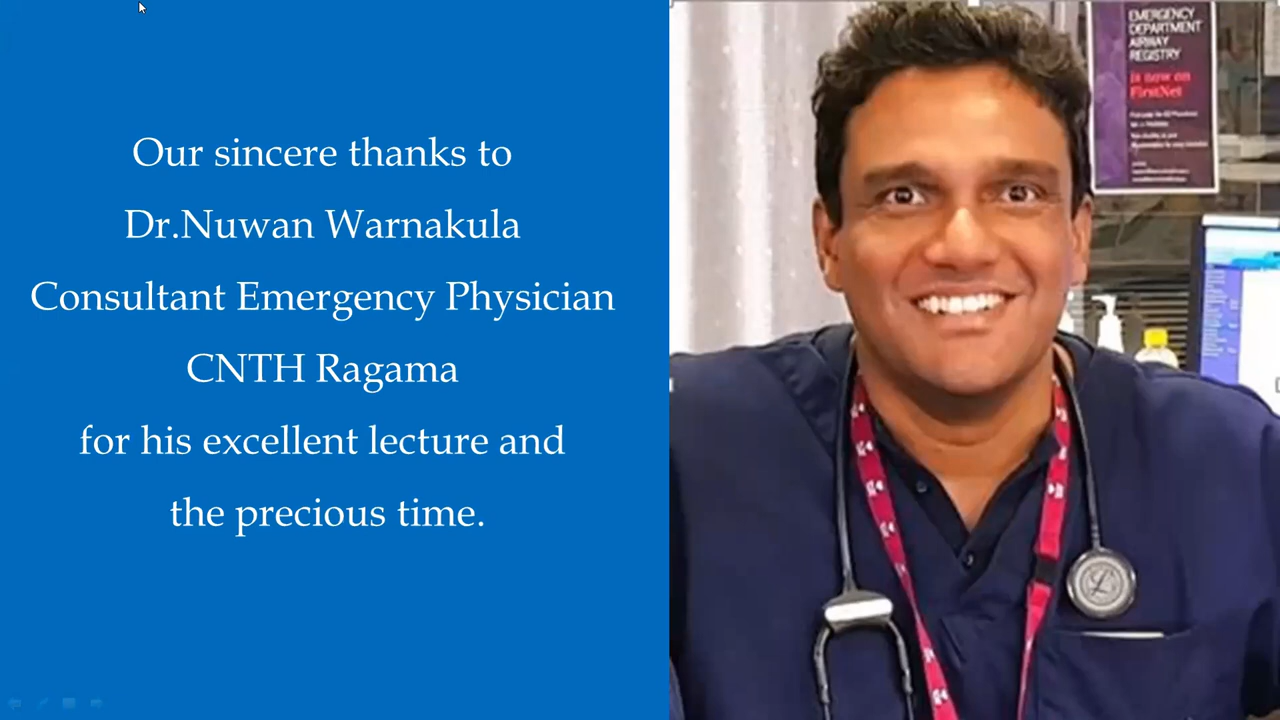 Our sincere thanks to
Dr.Nuwan Warnakula
Consultant Emergency Physician
CNTH Ragama
for his excellent lecture and
the precious time.
EMERGENCY
DEPARTMENT
AIRWAY
REGISTRY
is now on
FirstNet